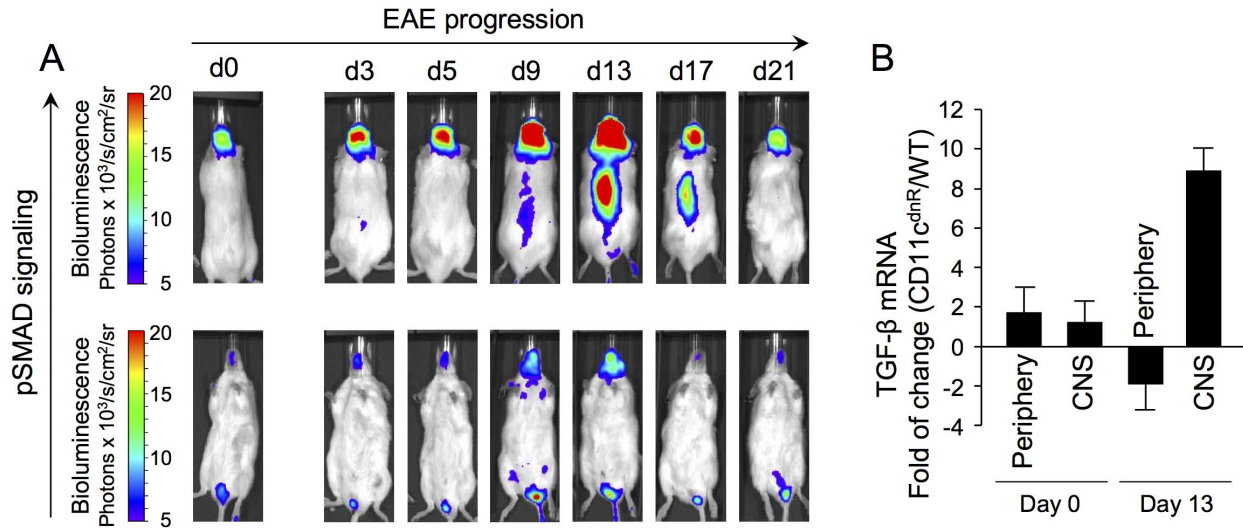 EAE progression
A
d0 d3 d5 d9 d13 d17 d21
pSMAD signaling
Bioluminescence
Photons x 10³/s/cm²/sr
20
15
10
5
Bioluminescence
Photons x 10³/s/cm²/sr
20
15
10
5
B
TGF-β mRNA
Fold of change (CD11cᵈⁿᴿ/WT)
12
10
8
6
4
2
0
-2
-4
Periphery
CNS
Periphery
CNS
Day 0 Day 13